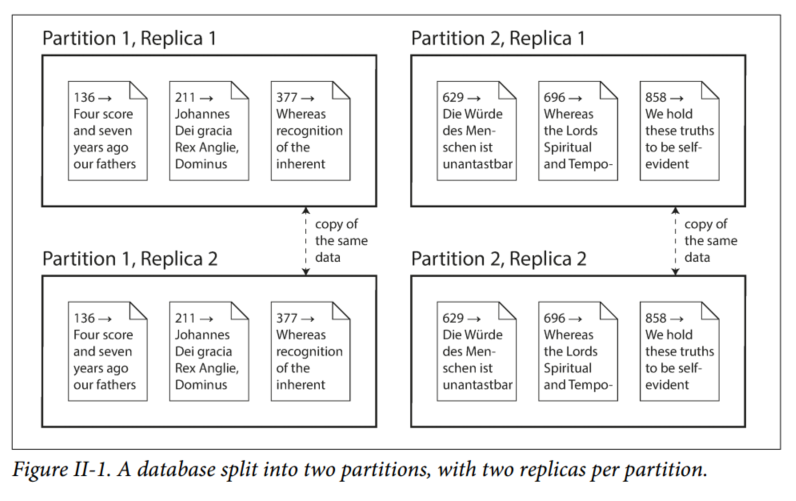 Partition 1, Replica 1
136 →
Four score
and seven
years ago
our fathers
211 →
Johannes
Dei gracia
Rex Anglie,
Dominus
377 →
Whereas
recognition
of the
inherent
Partition 2, Replica 1
629 →
Die Würde
des Men-
schen ist
unantastbar
696 →
Whereas
the Lords
Spiritual
and Tempo-
858 →
We hold
these truths
to be self-
evident
copy of
the same
data
copy of
the same
data
Partition 1, Replica 2
136 →
Four score
and seven
years ago
our fathers
211 →
Johannes
Dei gracia
Rex Anglie,
Dominus
377 →
Whereas
recognition
of the
inherent
Partition 2, Replica 2
629 →
Die Würde
des Men-
schen ist
unantastbar
696 →
Whereas
the Lords
Spiritual
and Tempo-
858 →
We hold
these truths
to be self-
evident
Figure II-1. A database split into two partitions, with two replicas per partition.